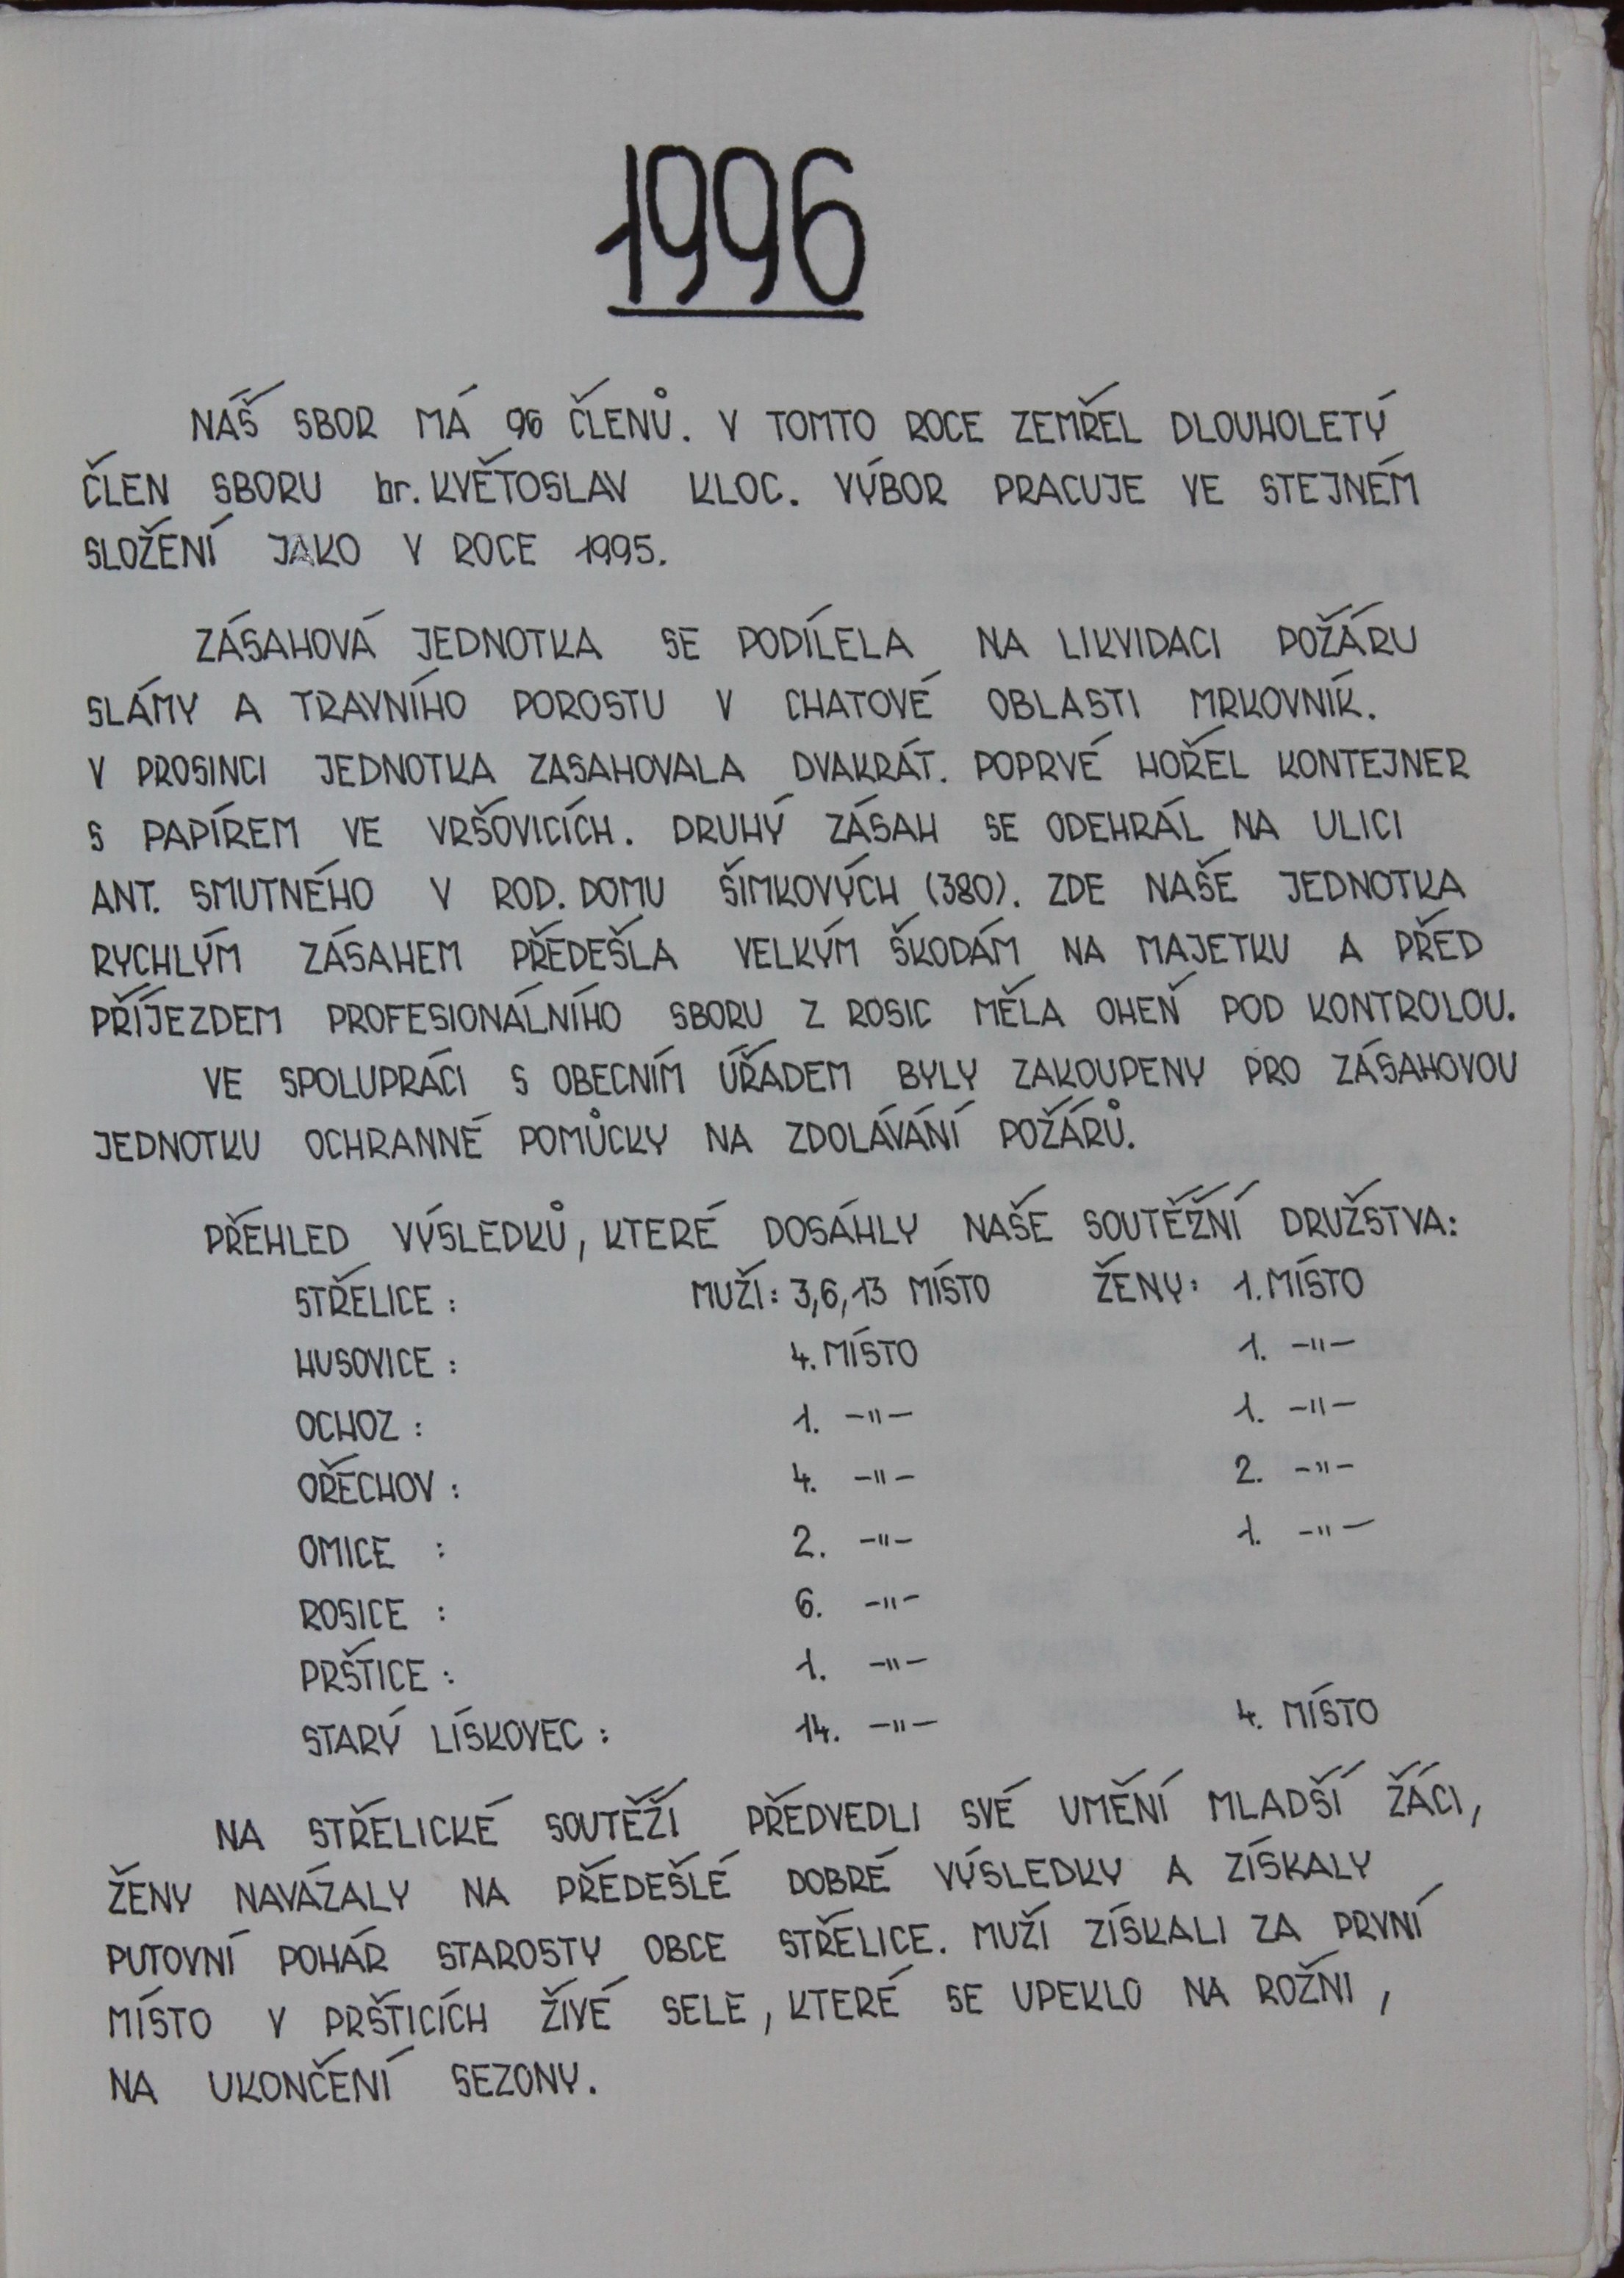 1996
NÁŠ SBOR MÁ 96 ČLENŮ. V TOMTO ROCE ZEMŘEL DLOUHOLETÝ
ČLEN SBORU br. KVĚTOSLAV KLOC. VÝBOR PRACUJE VE STEJNÉM
SLOŽENÍ JAKO V ROCE 1995.
ZÁSAHOVÁ JEDNOTKA SE PODÍLELA NA LIKVIDACI POŽÁRU
SLÁMY A TRAVNÍHO POROSTU V CHATOVÉ OBLASTI MRKOVNÍK.
V PROSINCI JEDNOTKA ZASAHOVALA DVAKRÁT. POPRVÉ HOŘEL KONTEJNER
S PAPÍREM VE VRŠOVICÍCH. DRUHÝ ZÁSAH SE ODEHRÁL NA ULICI
ANT. SMUTNÉHO V ROD. DOMU ŠIMKOVÝCH (380). ZDE NAŠE JEDNOTKA
RYCHLÝM ZÁSAHEM PŘEDEŠLA VELKÝM ŠKODÁM NA MAJETKU A PŘED
PŘÍJEZDEM PROFESIONÁLNÍHO SBORU Z ROSIC MĚLA OHEŇ POD KONTROLOU.
VE SPOLUPRÁCI S OBECNÍM ÚŘADEM BYLY ZAKOUPENY PRO ZÁSAHOVOU
JEDNOTKU OCHRANNÉ POMŮCKY NA ZDOLÁVÁNÍ POŽÁRŮ.
PŘEHLED VÝSLEDKŮ, KTERÉ DOSÁHLY NAŠE SOUTĚŽNÍ DRUŽSTVA:
STŘELICE : MUŽI: 3,6,13 MÍSTO ŽENY: 1. MÍSTO
HUSOVICE : 4. MÍSTO 1. -"-
OCHOZ : 1. -"- 1. -"-
OŘECHOV : 4. -"- 2. -"-
OMICE : 2. -"- 1. -"-
ROSICE : 6. -"-
PRŠTICE : 1. -"-
STARÝ LÍSKOVEC : 14. -"- 4. MÍSTO
NA STŘELICKÉ SOUTĚŽI PŘEDVEDLI SVÉ UMĚNÍ MLADŠÍ ŽÁCI,
ŽENY NAVÁZALY NA PŘEDEŠLÉ DOBRÉ VÝSLEDKY A ZÍSKALY
PUTOVNÍ POHÁR STAROSTY OBCE STŘELICE. MUŽI ZÍSKALI ZA PRVNÍ
MÍSTO V PRŠTICÍCH ŽIVÉ SELE, KTERÉ SE UPEKLO NA ROŽNI,
NA UKONČENÍ SEZONY.